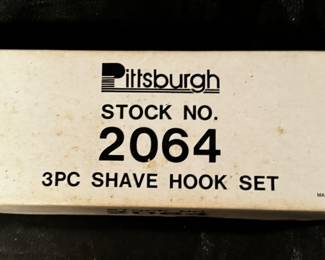 Pittsburgh
STOCK NO.
2064
3PC SHAVE HOOK SET